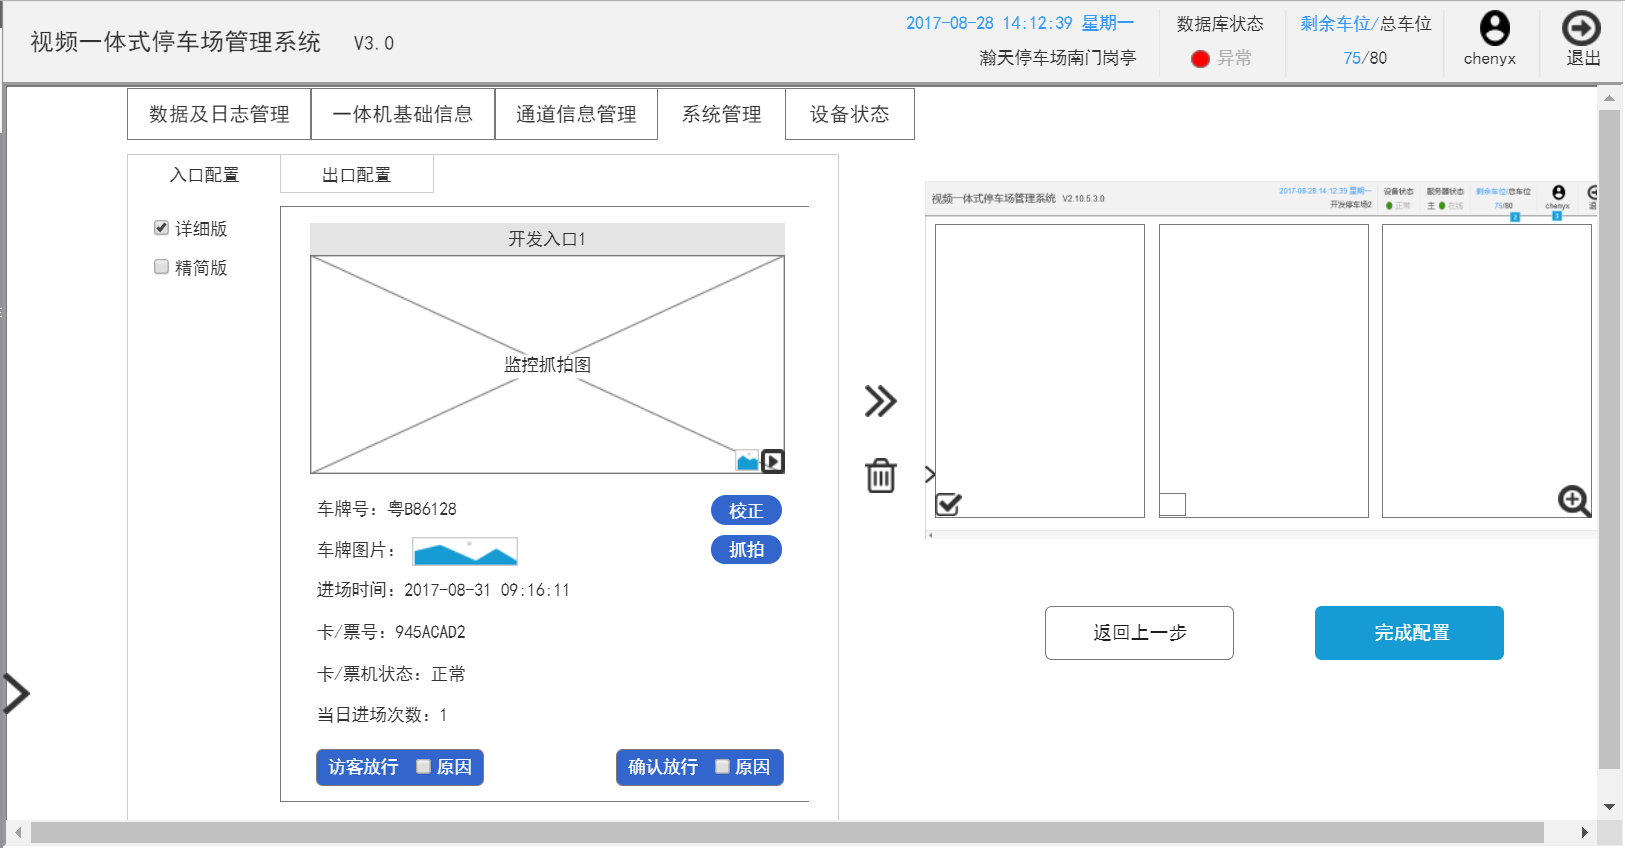 视频一体式停车场管理系统 V3.0
2017-08-28 14:12:39 星期一
瀚天停车场南门岗亭
数据库状态
异常
剩余车位/总车位
75/80
chenyx
退出
数据及日志管理 一体机基础信息 通道信息管理 系统管理 设备状态
入口配置 出口配置
详细版
精简版
开发入口1
监控抓拍图
车牌号：粤B86128
校正
车牌图片：
抓拍
进场时间：2017-08-31 09:16:11
卡/票号：945ACAD2
卡/票机状态：正常
当日进场次数：1
访客放行 原因
确认放行 原因
视频一体式停车场管理系统 V2.10.5.3.0
2017-08-28 14:12:39 星期一
开发停车场2
设备状态
正常
服务器状态
主 在线
剩余车位/总车位
75/80
chenyx
2
3
返回上一步
完成配置